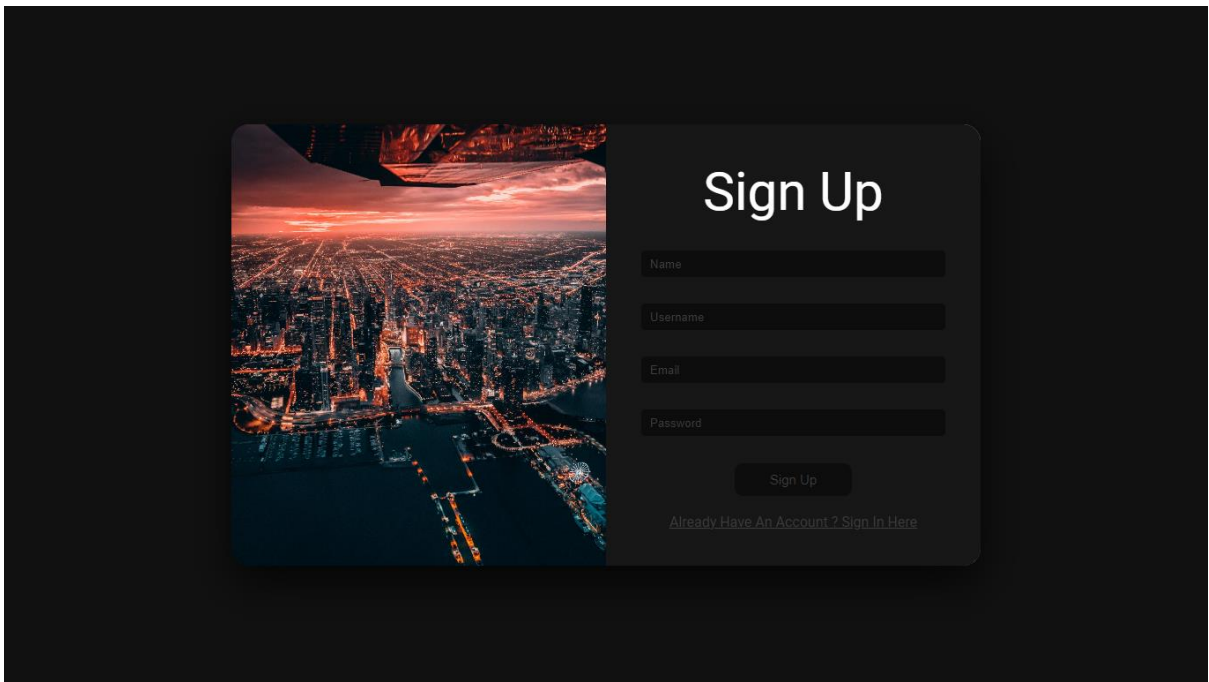 Sign Up
Name
Username
Email
Password
Sign Up
Already Have An Account ? Sign In Here